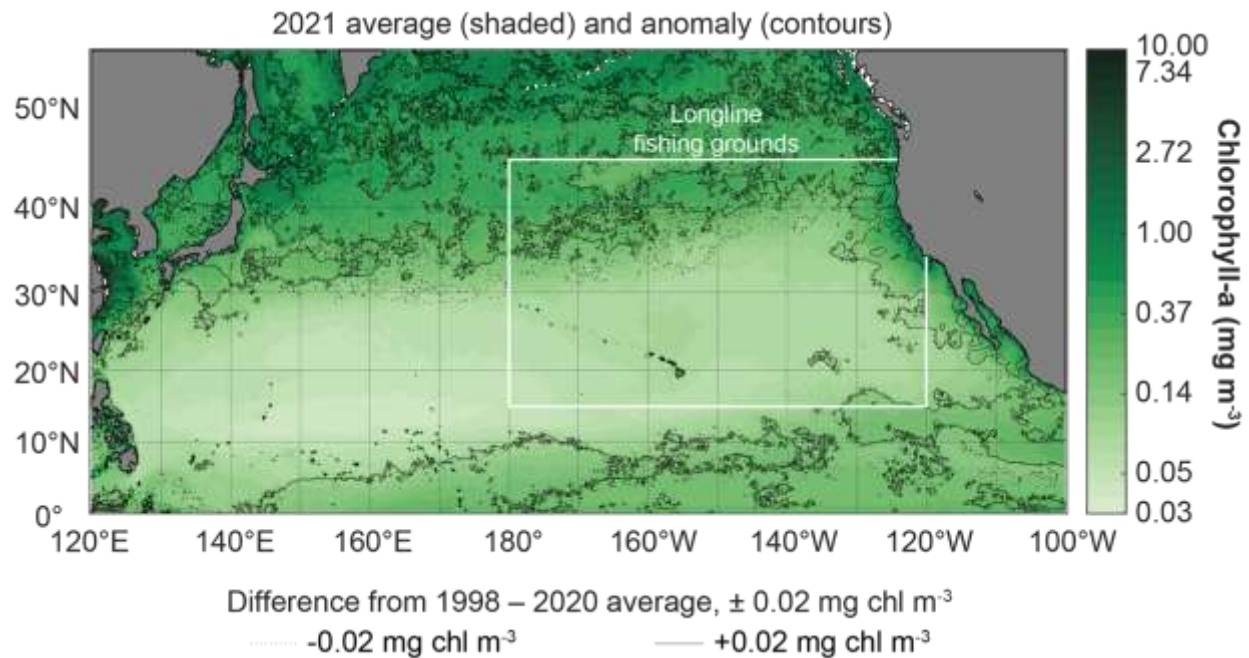 2021 average (shaded) and anomaly (contours)
50°N
40°N
30°N
20°N
10°N
0°
120°E 140°E 160°E 180° 160°W 140°W 120°W 100°W
Longline
fishing grounds
10.00
7.34
2.72
1.00
0.37
0.14
0.05
0.03
Chlorophyll-a (mg m⁻³)
Difference from 1998 – 2020 average, ± 0.02 mg chl m⁻³
-0.02 mg chl m⁻³ +0.02 mg chl m⁻³